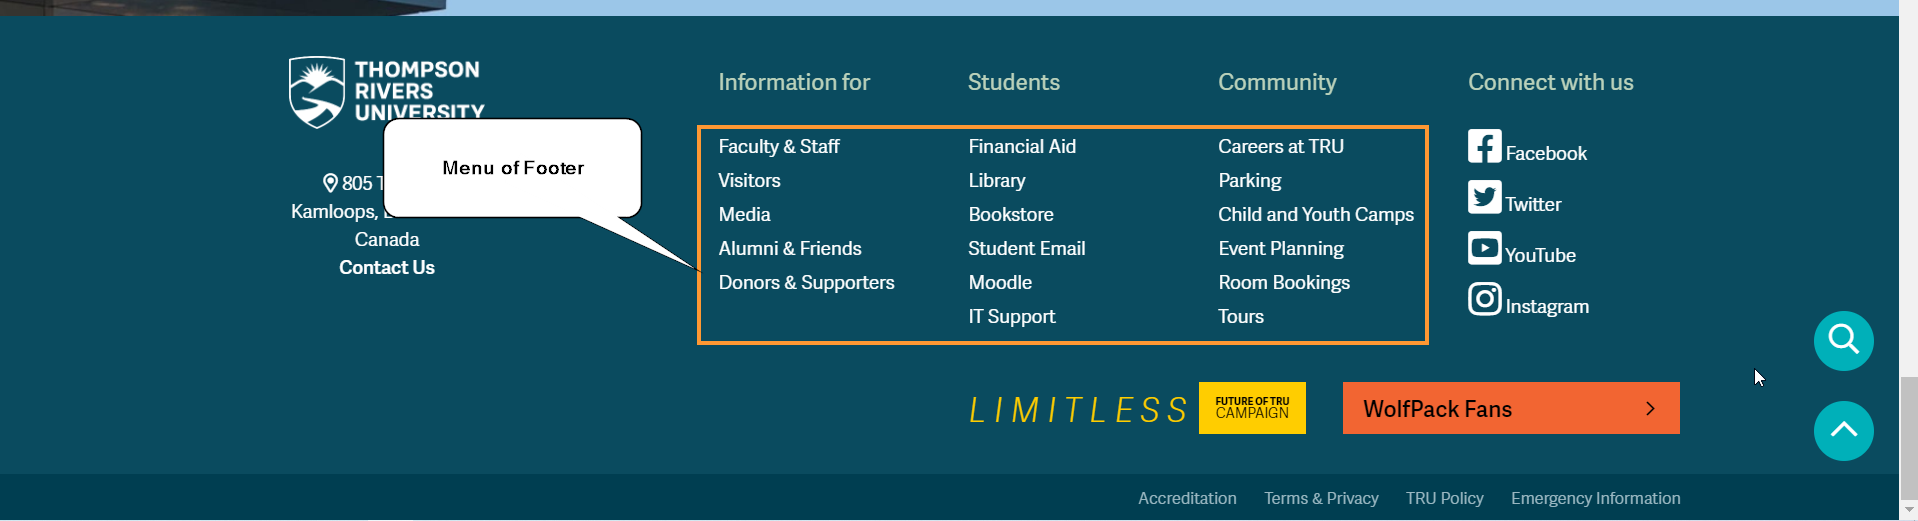 THOMPSON
RIVERS
UNIVERSITY
805
Kamloops,
Canada
Contact Us
Menu of Footer
Information for
Faculty & Staff
Visitors
Media
Alumni & Friends
Donors & Supporters
Students
Financial Aid
Library
Bookstore
Student Email
Moodle
IT Support
Community
Careers at TRU
Parking
Child and Youth Camps
Event Planning
Room Bookings
Tours
Connect with us
Facebook
Twitter
YouTube
Instagram
LIMITLESS
FUTURE OF TRU
CAMPAIGN
WolfPack Fans
Accreditation Terms & Privacy TRU Policy Emergency Information